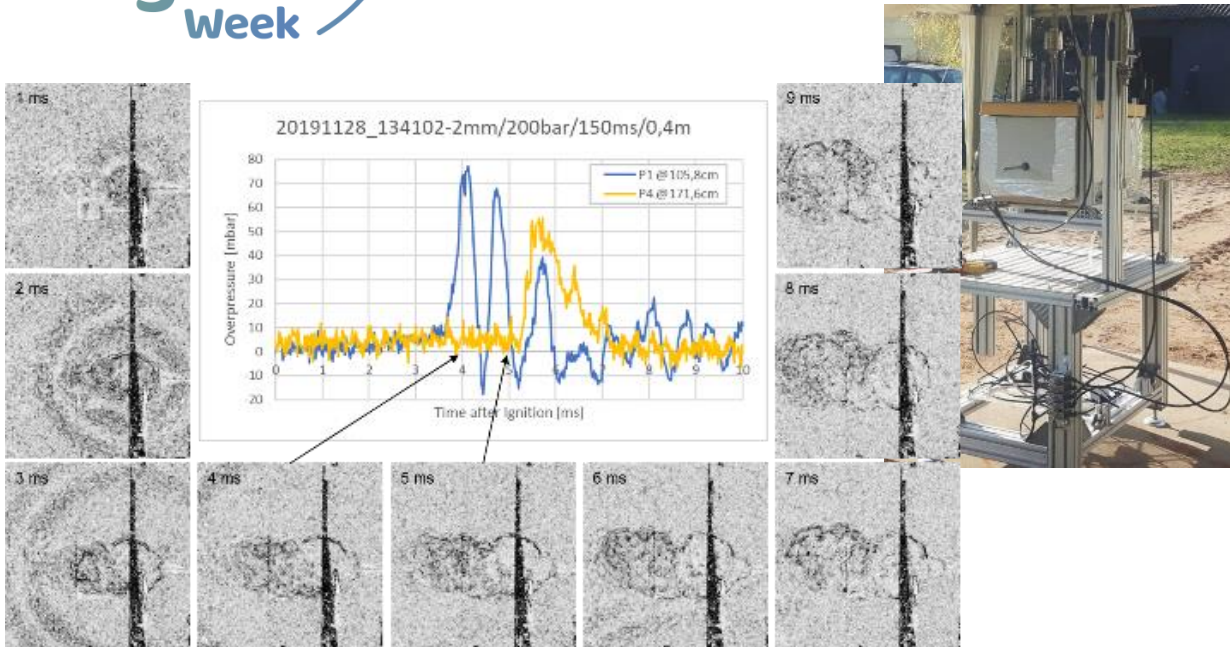 Week
1 ms
2 ms
3 ms
4 ms
5 ms
6 ms
7 ms
8 ms
9 ms
20191128_134102-2mm/200bar/150ms/0,4m
P1 @105,8cm
P4 @171,6cm
Overpressure [mbar]
80
70
60
50
40
30
20
10
0
10
20
0 1 2 3 4 5 6 7 8 9 10
Time after Ignition [ms]